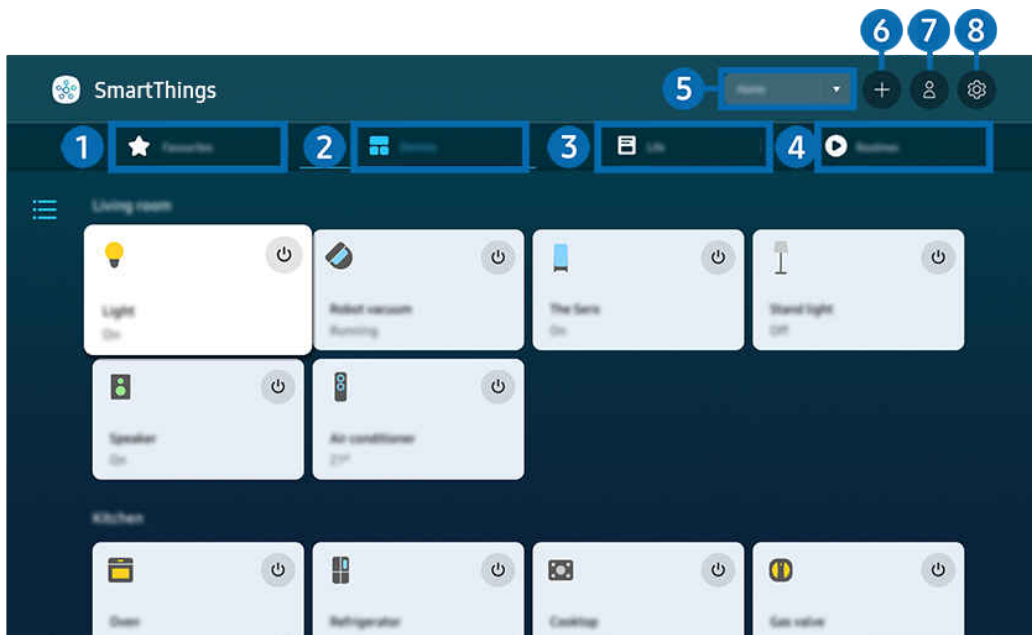 6 7 8
SmartThings
5
1 Favourites 2 3 Life 4 Routines
Living room
Light
On
Robot vacuum
Running
The Sero
On
Stand light
Off
Speaker
On
Air conditioner
Kitchen
Oven
Refrigerator
Cooktop
Gas valve